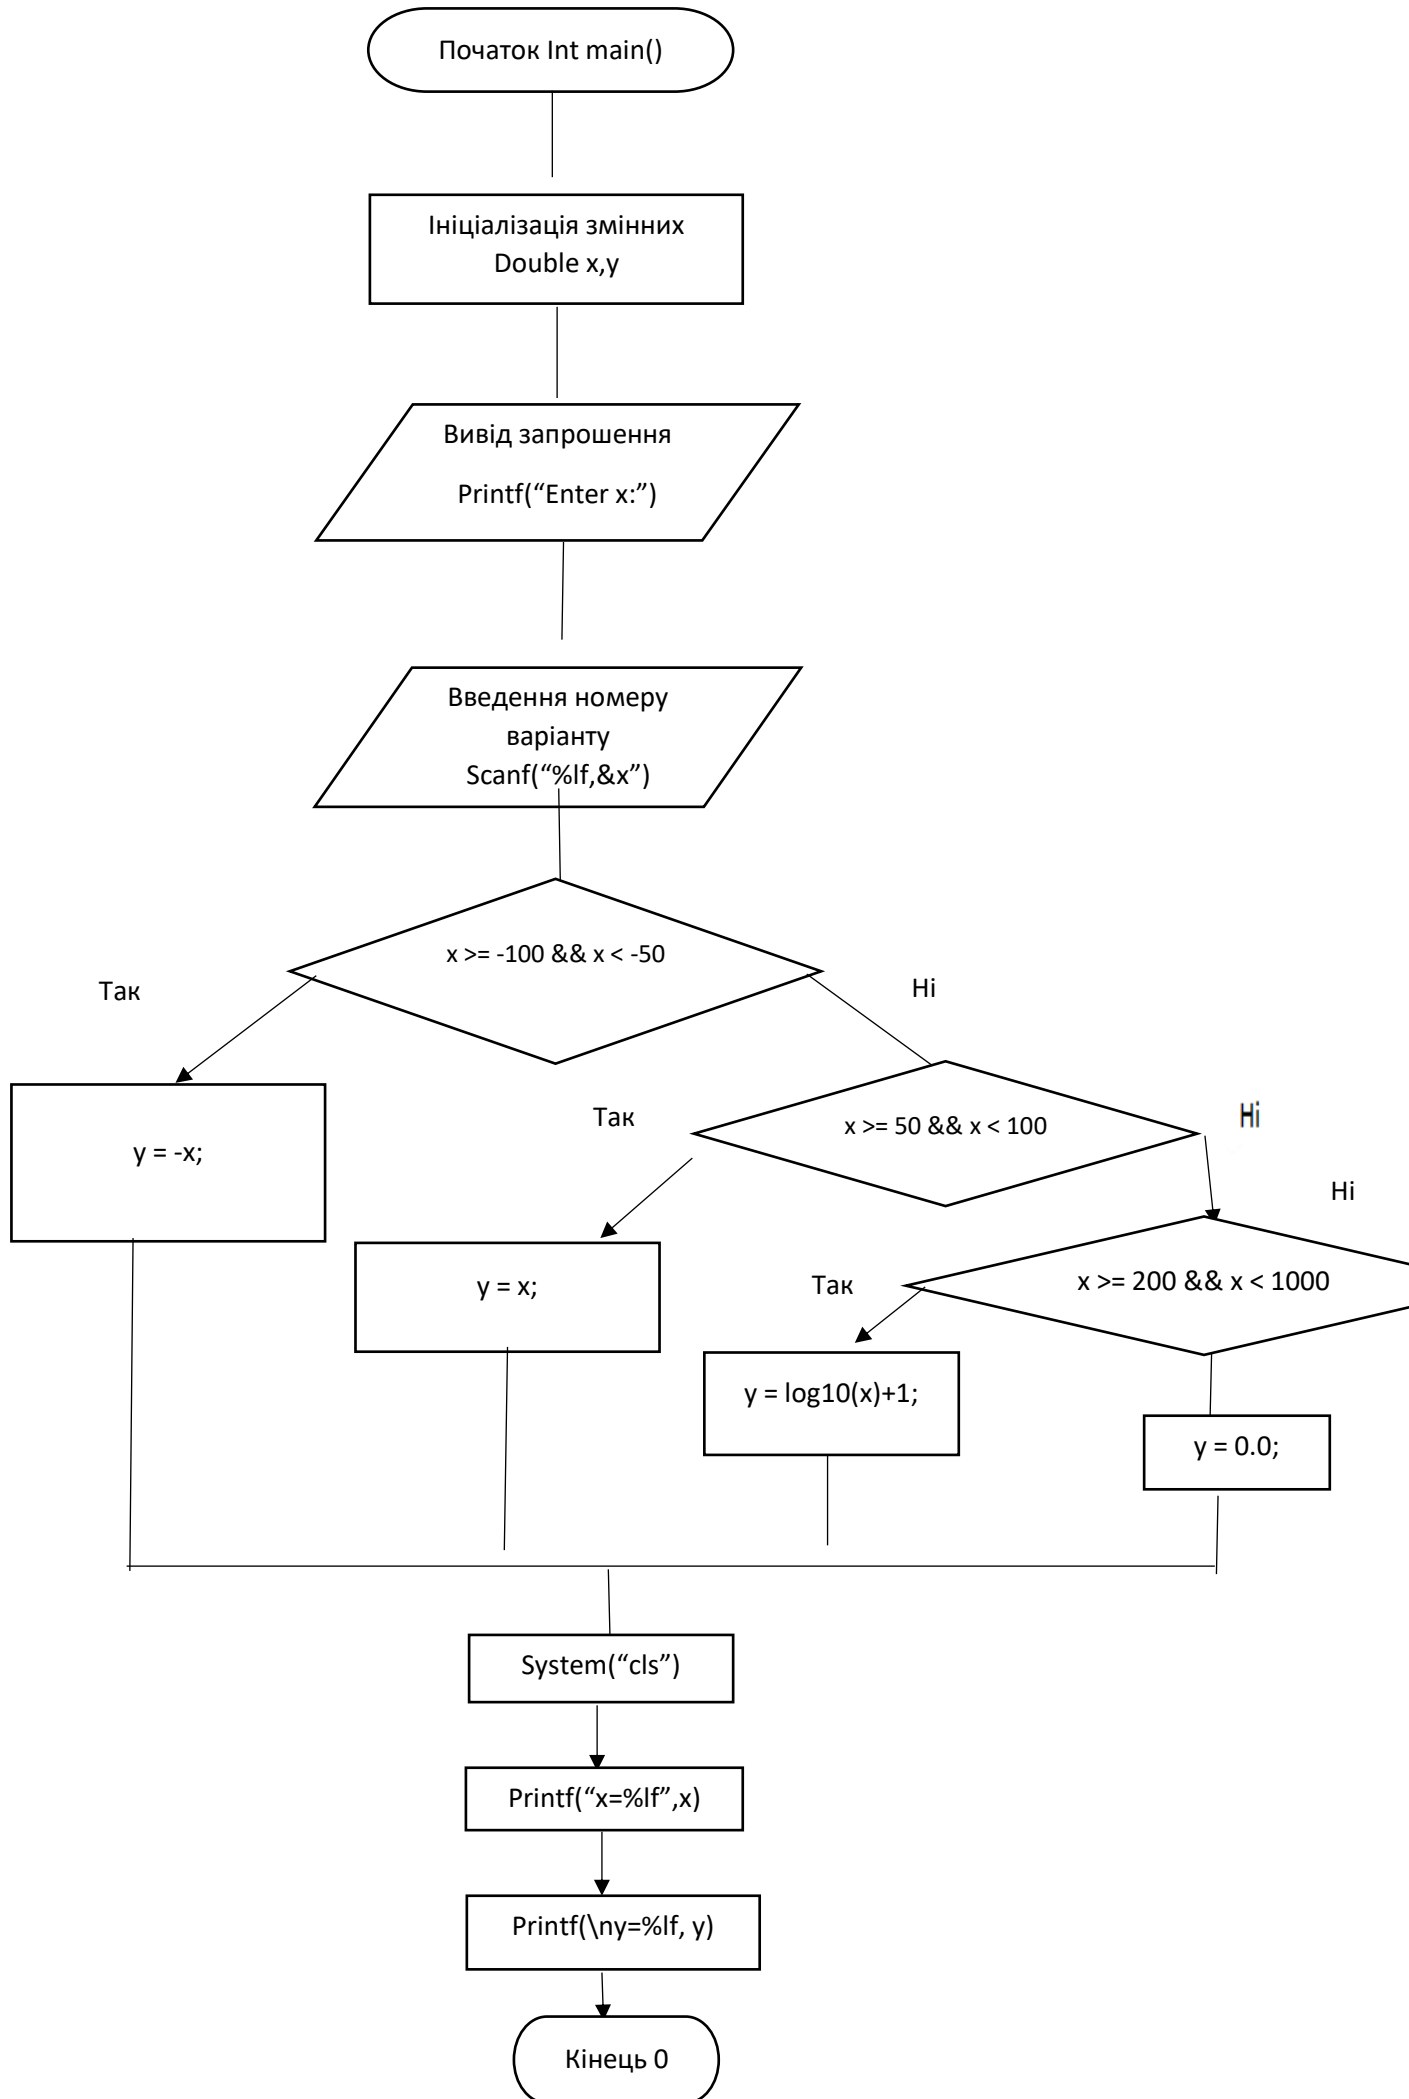 Початок Int main()
Ініціалізація змінних
Double x,y
Вивід запрошення
Printf(“Enter x:”)
Введення номеру
варіанту
Scanf(“%lf,&x”)
x >= -100 && x < -50
Так
Ні
x >= 50 && x < 100
Так
Ні
y = -x;
Ні
y = x;
Так
x >= 200 && x < 1000
y = log10(x)+1;
y = 0.0;
System(“cls”)
Printf(“x=%lf”,x)
Printf(\ny=%lf, y)
Кінець 0